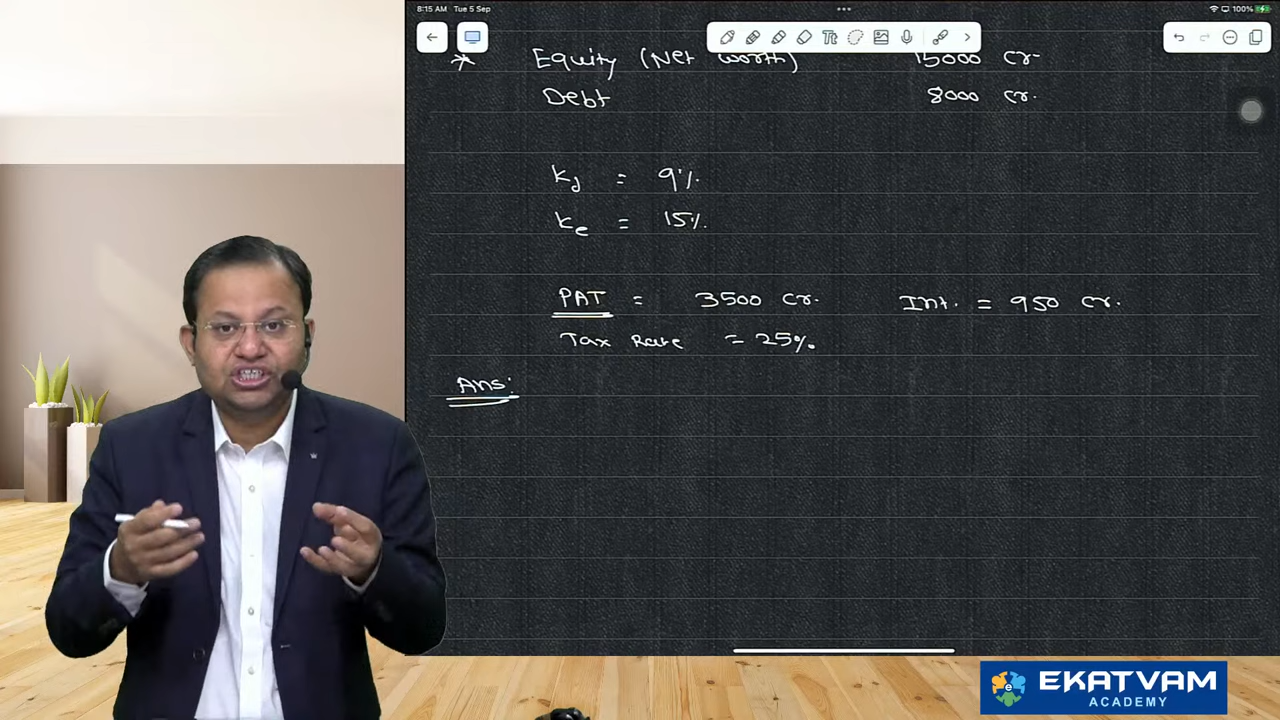 8:15 AM Tue 5 Sep
100%
* Equity (Net worth) 15000 Cr.
Debt 8000 Cr.
Kd = 9%.
Ke = 15%.
PAT = 3500 Cr. Int. = 950 Cr.
Tax Rate = 25%.
Ans:
EKATVAM
ACADEMY